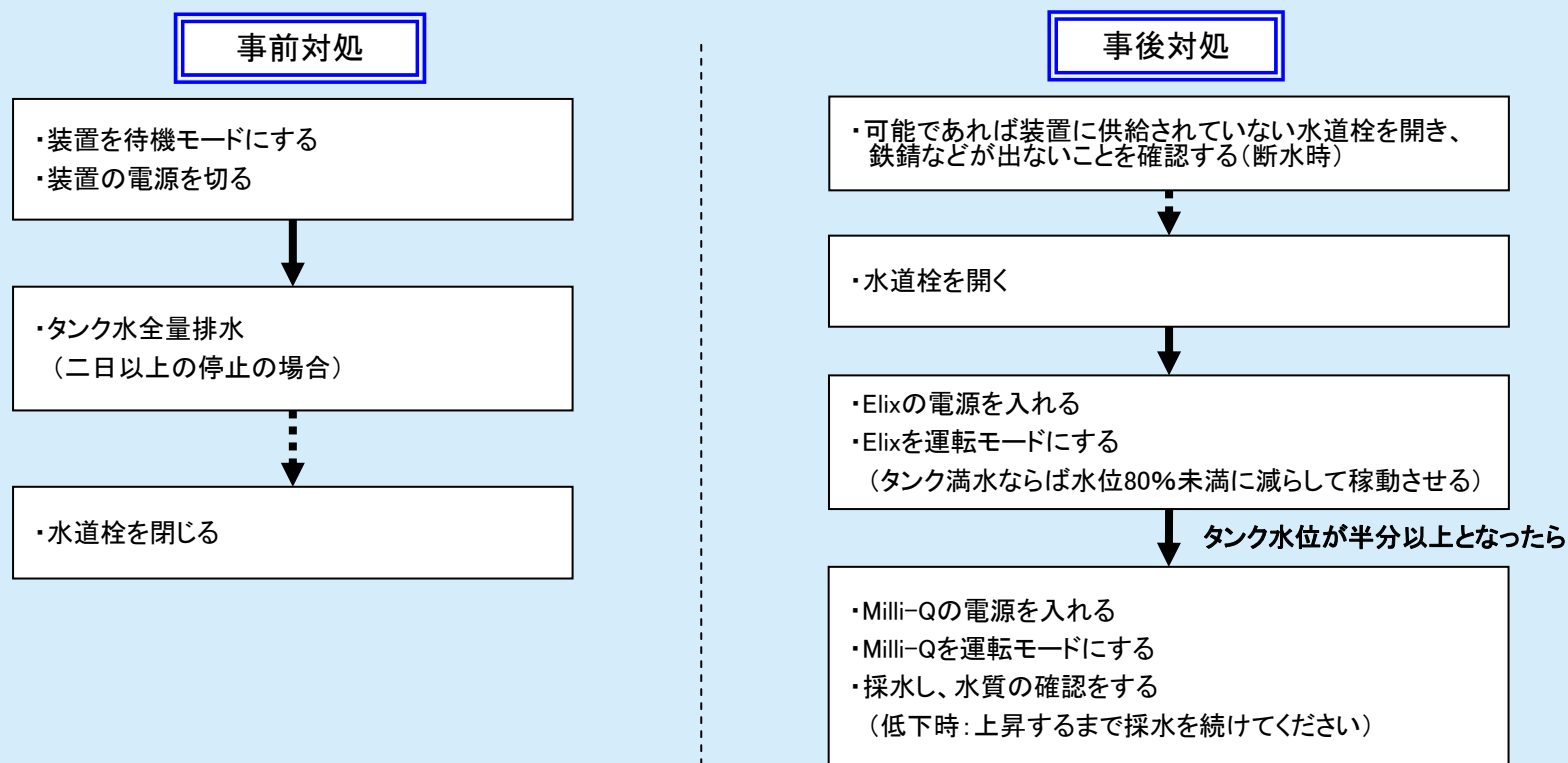 事前対処
・装置を待機モードにする
・装置の電源を切る
・タンク水全量排水
（二日以上の停止の場合）
・水道栓を閉じる
事後対処
・可能であれば装置に供給されていない水道栓を開き、
鉄錆などが出ないことを確認する（断水時）
・水道栓を開く
・Elixの電源を入れる
・Elixを運転モードにする
（タンク満水ならば水位80%未満に減らして稼動させる）
タンク水位が半分以上となったら
・Milli-Qの電源を入れる
・Milli-Qを運転モードにする
・採水し、水質の確認をする
（低下時：上昇するまで採水を続けてください）